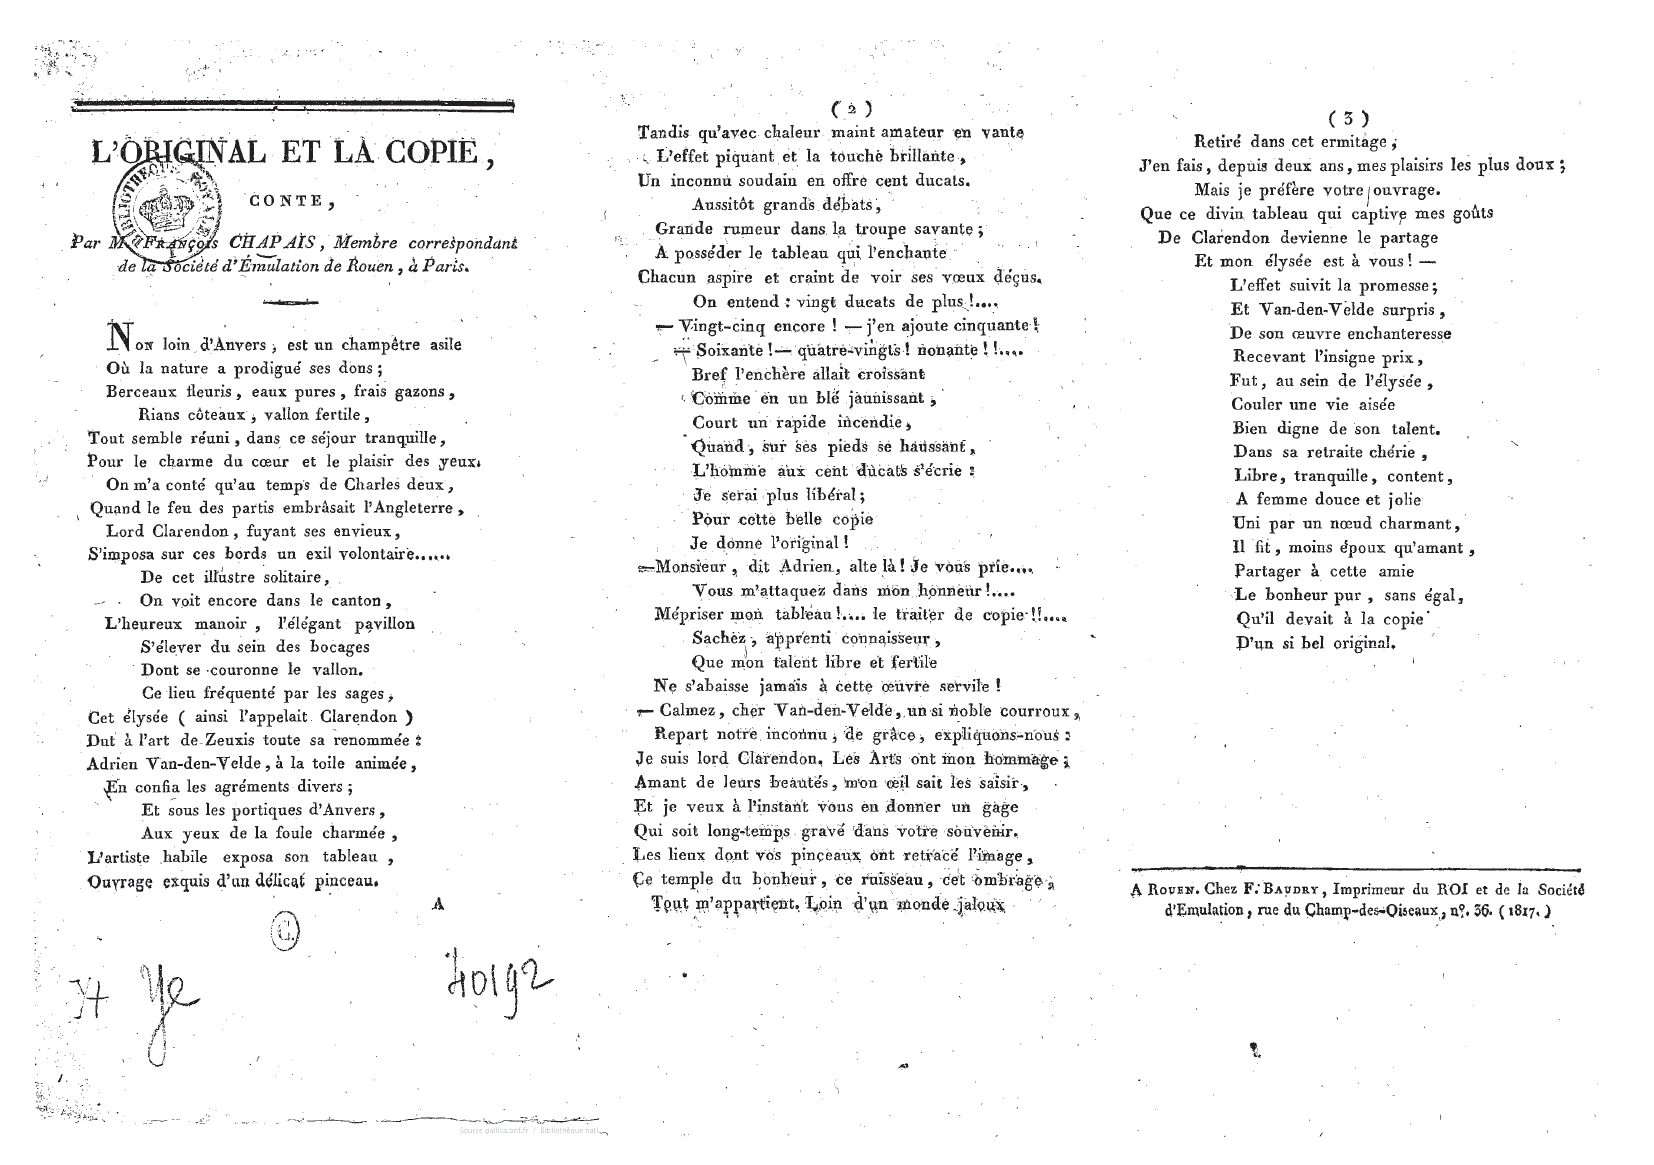 L'ORIGINAL ET LA COPIE,
CONTE,
Par M. FRANÇOIS CHAPAIS, Membre correspondant
de la Société d'Émulation de Rouen, à Paris.
BIBLIOTHEQUE ROYALE
Non loin d'Anvers, est un champêtre asile
Où la nature a prodigué ses dons;
Berceaux fleuris, eaux pures, frais gazons,
Rians côteaux, vallon fertile,
Tout semble réuni, dans ce séjour tranquille,
Pour le charme du cœur et le plaisir des yeux.
On m'a conté qu'au temps de Charles deux,
Quand le feu des partis embrâsait l'Angleterre,
Lord Clarendon, fuyant ses envieux,
S'imposa sur ces bords un exil volontaire......
De cet illustre solitaire,
On voit encore dans le canton,
L'heureux manoir, l'élégant pavillon
S'élever du sein des bocages
Dont se couronne le vallon.
Ce lieu fréquenté par les sages,
Cet élysée ( ainsi l'appelait Clarendon )
Dut à l'art de Zeuxis toute sa renommée :
Adrien Van-den-Velde, à la toile animée,
En confia les agréments divers;
Et sous les portiques d'Anvers,
Aux yeux de la foule charmée,
L'artiste habile exposa son tableau,
Ouvrage exquis d'un délicat pinceau.
A
C.
Ye
40192
Source gallica.bnf.fr / Bibliothèque nati
( 2 )
Tandis qu'avec chaleur maint amateur en vante
L'effet piquant et la touche brillante,
Un inconnu soudain en offre cent ducats.
Aussitôt grands débats,
Grande rumeur dans la troupe savante;
A posséder le tableau qui l'enchante
Chacun aspire et craint de voir ses vœux déçus.
On entend : vingt ducats de plus!....
— Vingt-cinq encore ! — j'en ajoute cinquante!
— Soixante!— quatre-vingts! nonante!!....
Bref l'enchère allait croissant
Comme en un blé jaunissant,
Court un rapide incendie,
Quand, sur ses pieds se haussant,
L'homme aux cent ducats s'écrie :
Je serai plus libéral;
Pour cette belle copie
Je donne l'original!
—Monsieur, dit Adrien, alte là! Je vous prie....
Vous m'attaquez dans mon honneur!....
Mépriser mon tableau!.... le traiter de copie!!....
Sachez, apprenti connaisseur,
Que mon talent libre et fertile
Ne s'abaisse jamais à cette œuvre servile!
— Calmez, cher Van-den-Velde, un si noble courroux,
Repart notre inconnu, de grâce, expliquons-nous :
Je suis lord Clarendon. Les Arts ont mon hommage;
Amant de leurs beautés, mon œil sait les saisir,
Et je veux à l'instant vous en donner un gage
Qui soit long-temps gravé dans votre souvenir.
Les lieux dont vos pinceaux ont retracé l'image,
Ce temple du bonheur, ce ruisseau, cet ombrage,
Tout m'appartient. Loin d'un monde jaloux
( 3 )
Retiré dans cet ermitage,
J'en fais, depuis deux ans, mes plaisirs les plus doux;
Mais je préfère votre ouvrage.
Que ce divin tableau qui captive mes goûts
De Clarendon devienne le partage
Et mon élysée est à vous! —
L'effet suivit la promesse;
Et Van-den-Velde surpris,
De son œuvre enchanteresse
Recevant l'insigne prix,
Fut, au sein de l'élysée,
Couler une vie aisée
Bien digne de son talent.
Dans sa retraite chérie,
Libre, tranquille, content,
A femme douce et jolie
Uni par un nœud charmant,
Il fit, moins époux qu'amant,
Partager à cette amie
Le bonheur pur, sans égal,
Qu'il devait à la copie
D'un si bel original.
A ROUEN. Chez F. BAUDRY, Imprimeur du ROI et de la Société
d'Emulation, rue du Champ-des-Oiseaux, nº. 36. ( 1817. )